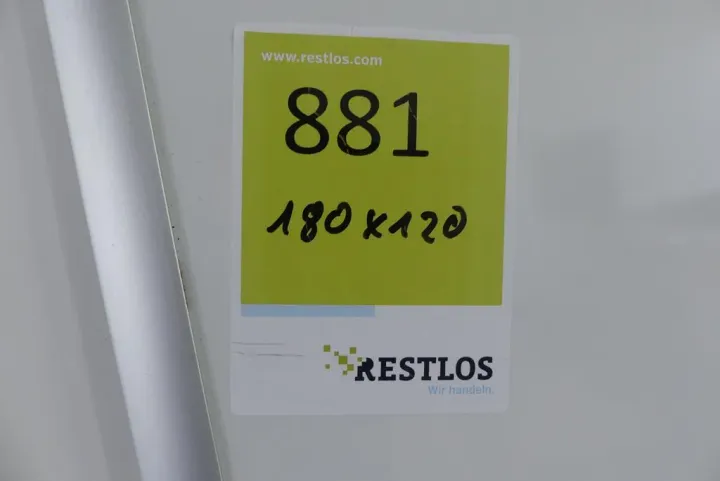 www.restlos.com
881
180x120
RESTLOS
Wir handeln.